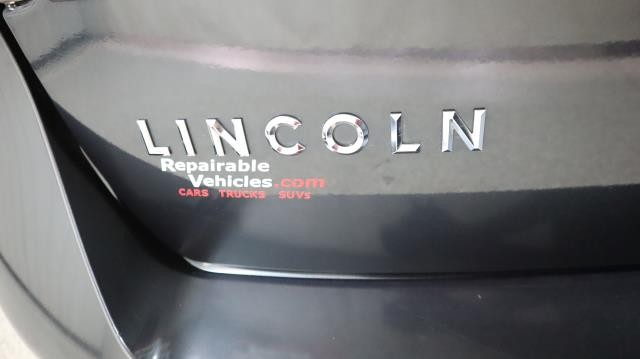 LINCOLN
Repairable
Vehicles.com
CARS TRUCKS SUVS